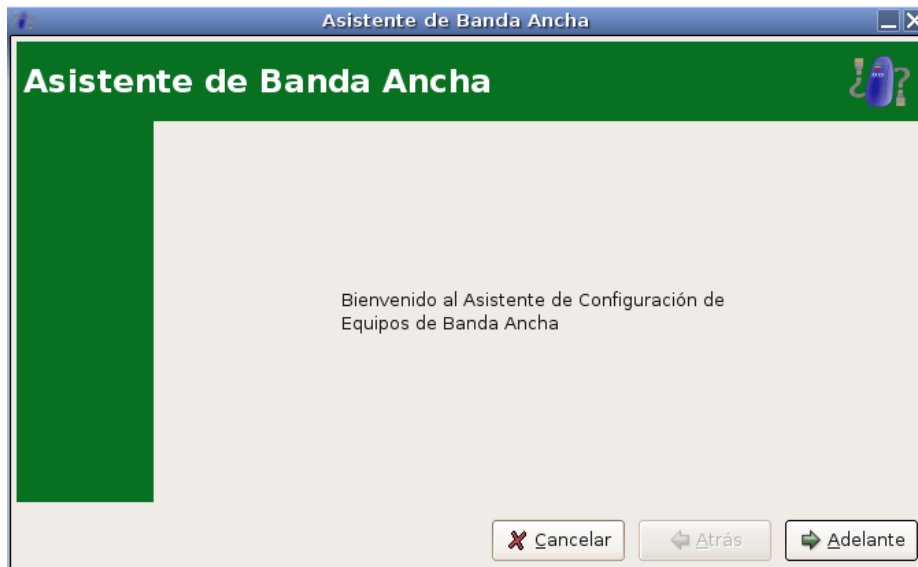 Asistente de Banda Ancha
Asistente de Banda Ancha
Bienvenido al Asistente de Configuración de
Equipos de Banda Ancha
Cancelar
Atrás
Adelante